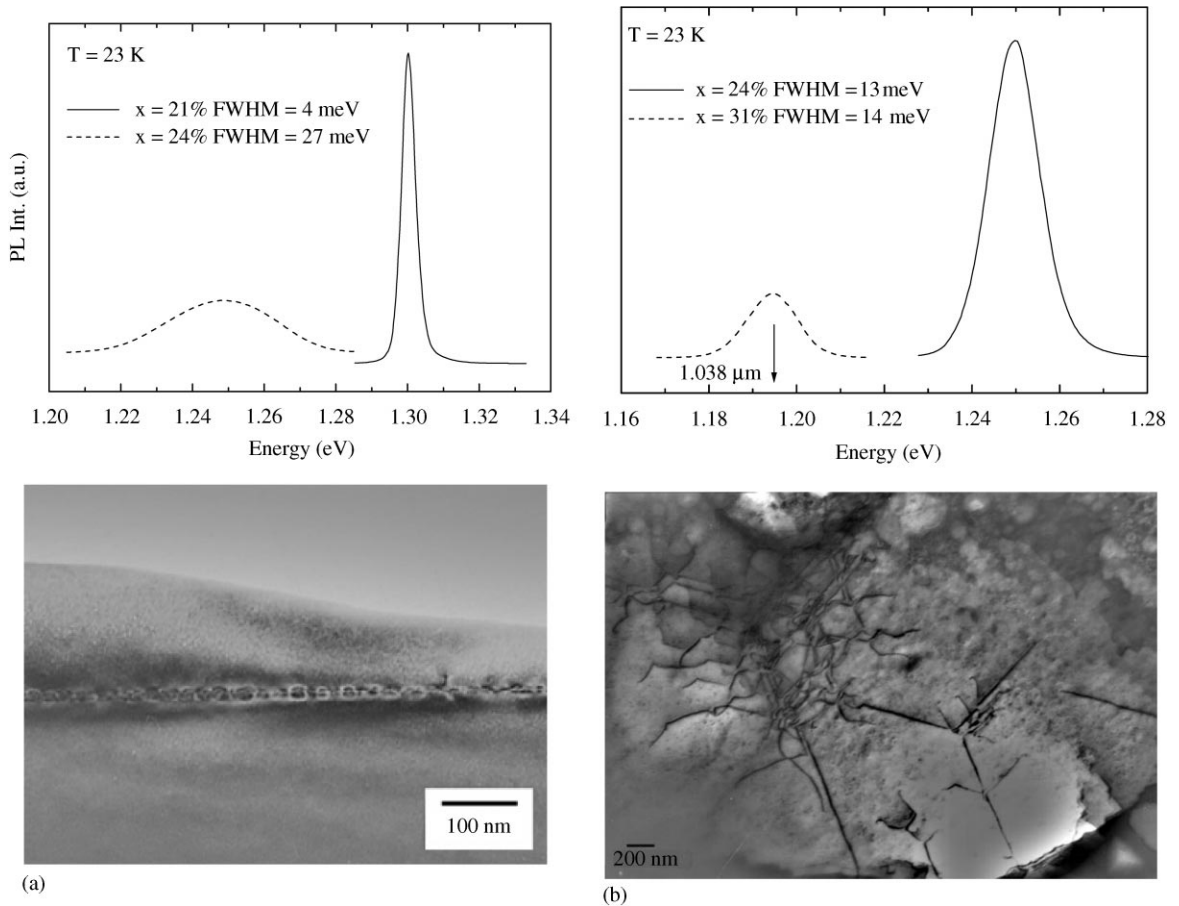 T = 23 K
x = 21% FWHM = 4 meV
x = 24% FWHM = 27 meV
PL Int. (a.u.)
1.20 1.22 1.24 1.26 1.28 1.30 1.32 1.34
Energy (eV)
T = 23 K
x = 24% FWHM = 13 meV
x = 31% FWHM = 14 meV
1.038 μm
1.16 1.18 1.20 1.22 1.24 1.26 1.28
Energy (eV)
100 nm
(a)
200 nm
(b)